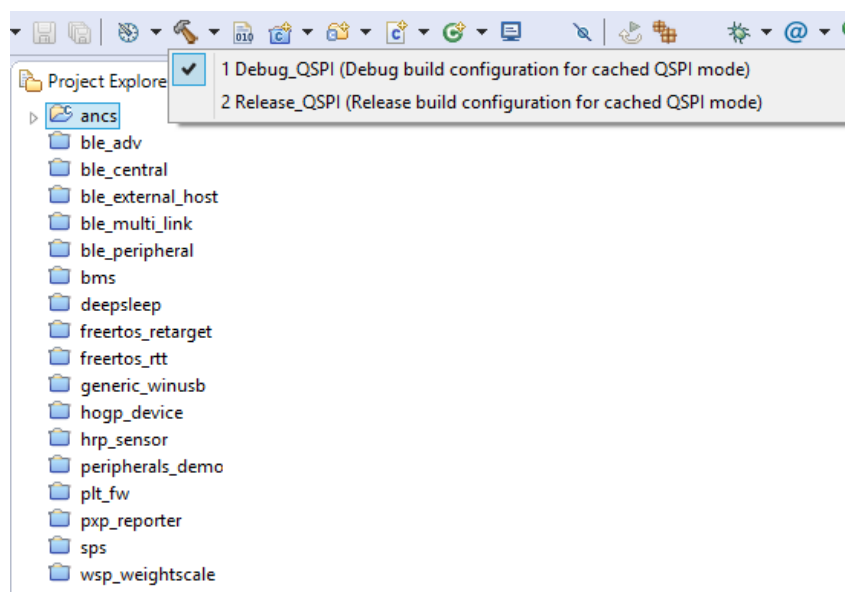 010
1 Debug_QSPI (Debug build configuration for cached QSPI mode)
2 Release_QSPI (Release build configuration for cached QSPI mode)
Project Explore
ancs
ble_adv
ble_central
ble_external_host
ble_multi_link
ble_peripheral
bms
deepsleep
freertos_retarget
freertos_rtt
generic_winusb
hogp_device
hrp_sensor
peripherals_demo
plt_fw
pxp_reporter
sps
wsp_weightscale